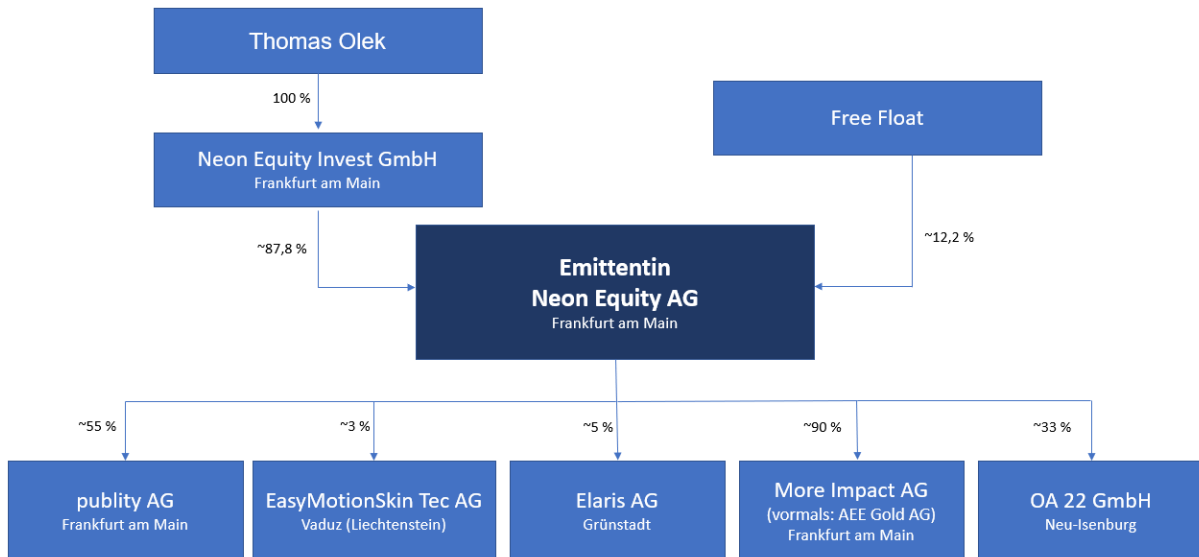 Thomas Olek
100 %
Neon Equity Invest GmbH
Frankfurt am Main
Free Float
~87,8 %
~12,2 %
Emittentin
Neon Equity AG
Frankfurt am Main
~55 %
~3 %
~5 %
~90 %
~33 %
publity AG
Frankfurt am Main
EasyMotionSkin Tec AG
Vaduz (Liechtenstein)
Elaris AG
Grünstadt
More Impact AG
(vormals: AEE Gold AG)
Frankfurt am Main
OA 22 GmbH
Neu-Isenburg